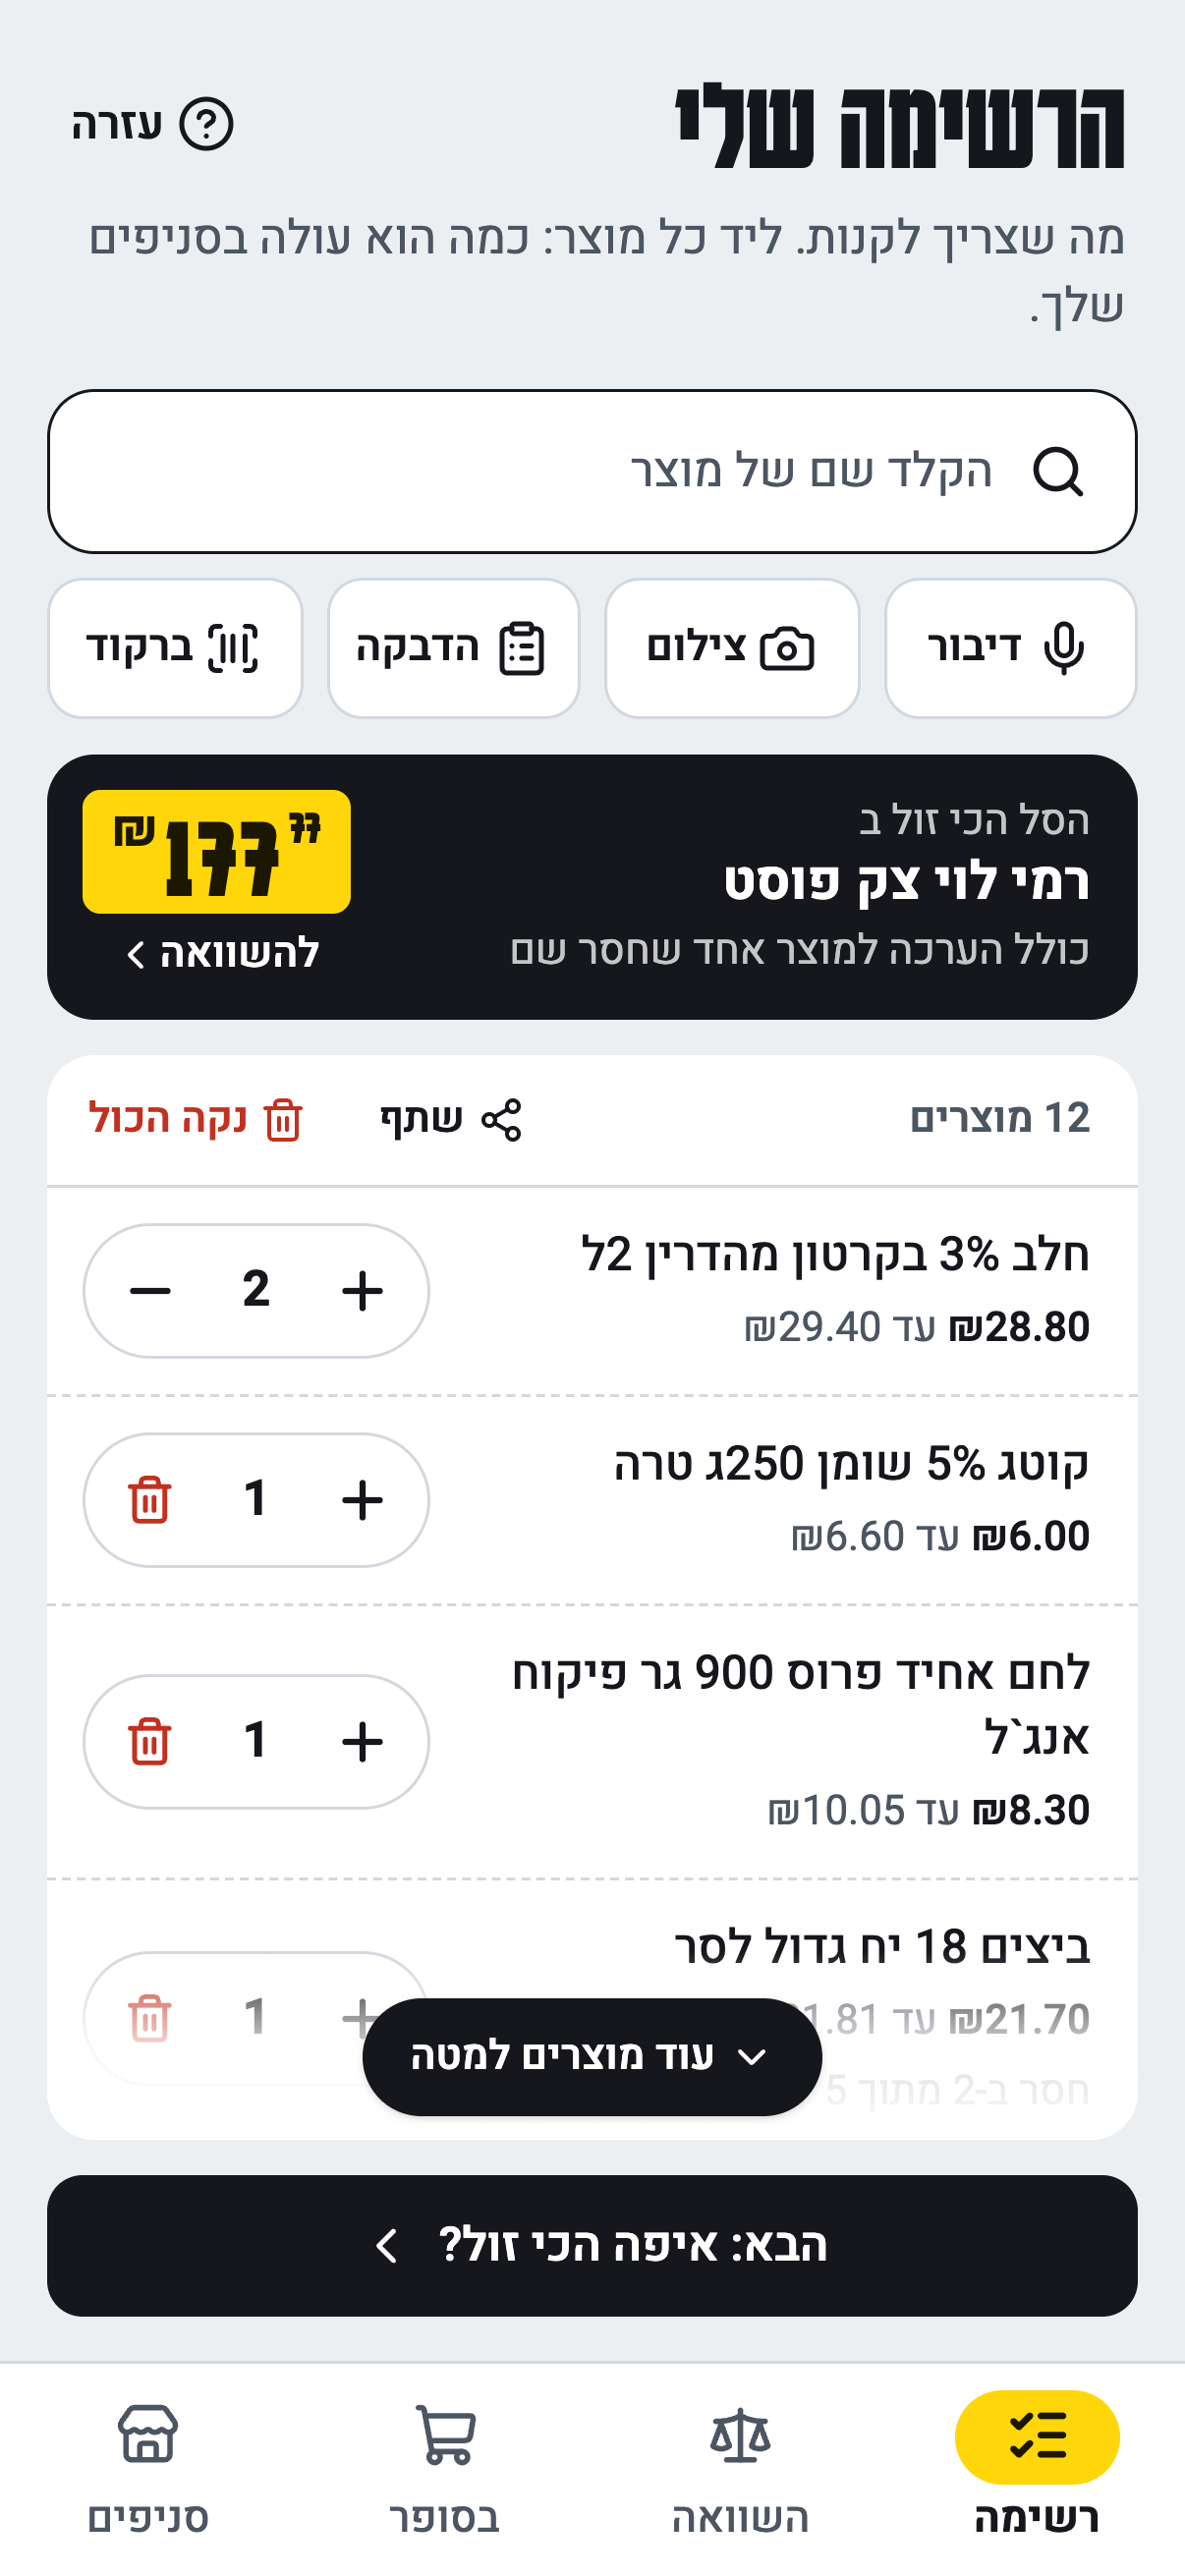 הרשימה שלי
עזרה
מה שצריך לקנות. ליד כל מוצר: כמה הוא עולה בסניפים
שלך.
הקלד שם של מוצר
דיבור
צילום
הדבקה
ברקוד
הסל הכי זול ב
רמי לוי צק פוסט
כולל הערכה למוצר אחד שחסר שם
₪177.77
להשוואה
12 מוצרים
שתף
נקה הכול
חלב 3% בקרטון מהדרין 2ל
₪28.80 עד ₪29.40
2
קוטג 5% שומן 250ג טרה
₪6.00 עד ₪6.60
1
לחם אחיד פרוס 900 גר פיקוח
אנג`ל
₪8.30 עד ₪10.05
1
ביצים 18 יח גדול לסר
₪21.70 עד 1.81
1
חסר ב-2 מתוך 5
עוד מוצרים למטה
הבא: איפה הכי זול?
רשימה
השוואה
בסופר
סניפים